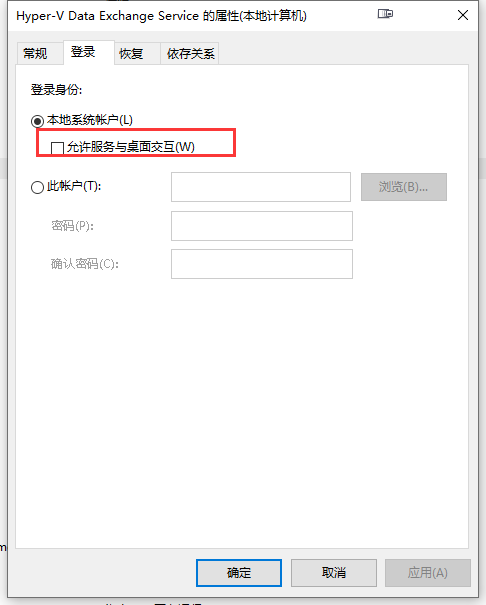 Hyper-V Data Exchange Service 的属性(本地计算机)
常规 登录 恢复 依存关系
登录身份:
本地系统帐户(L)
允许服务与桌面交互(W)
此帐户(T): 浏览(B)...
密码(P):
确认密码(C):
确定 取消 应用(A)